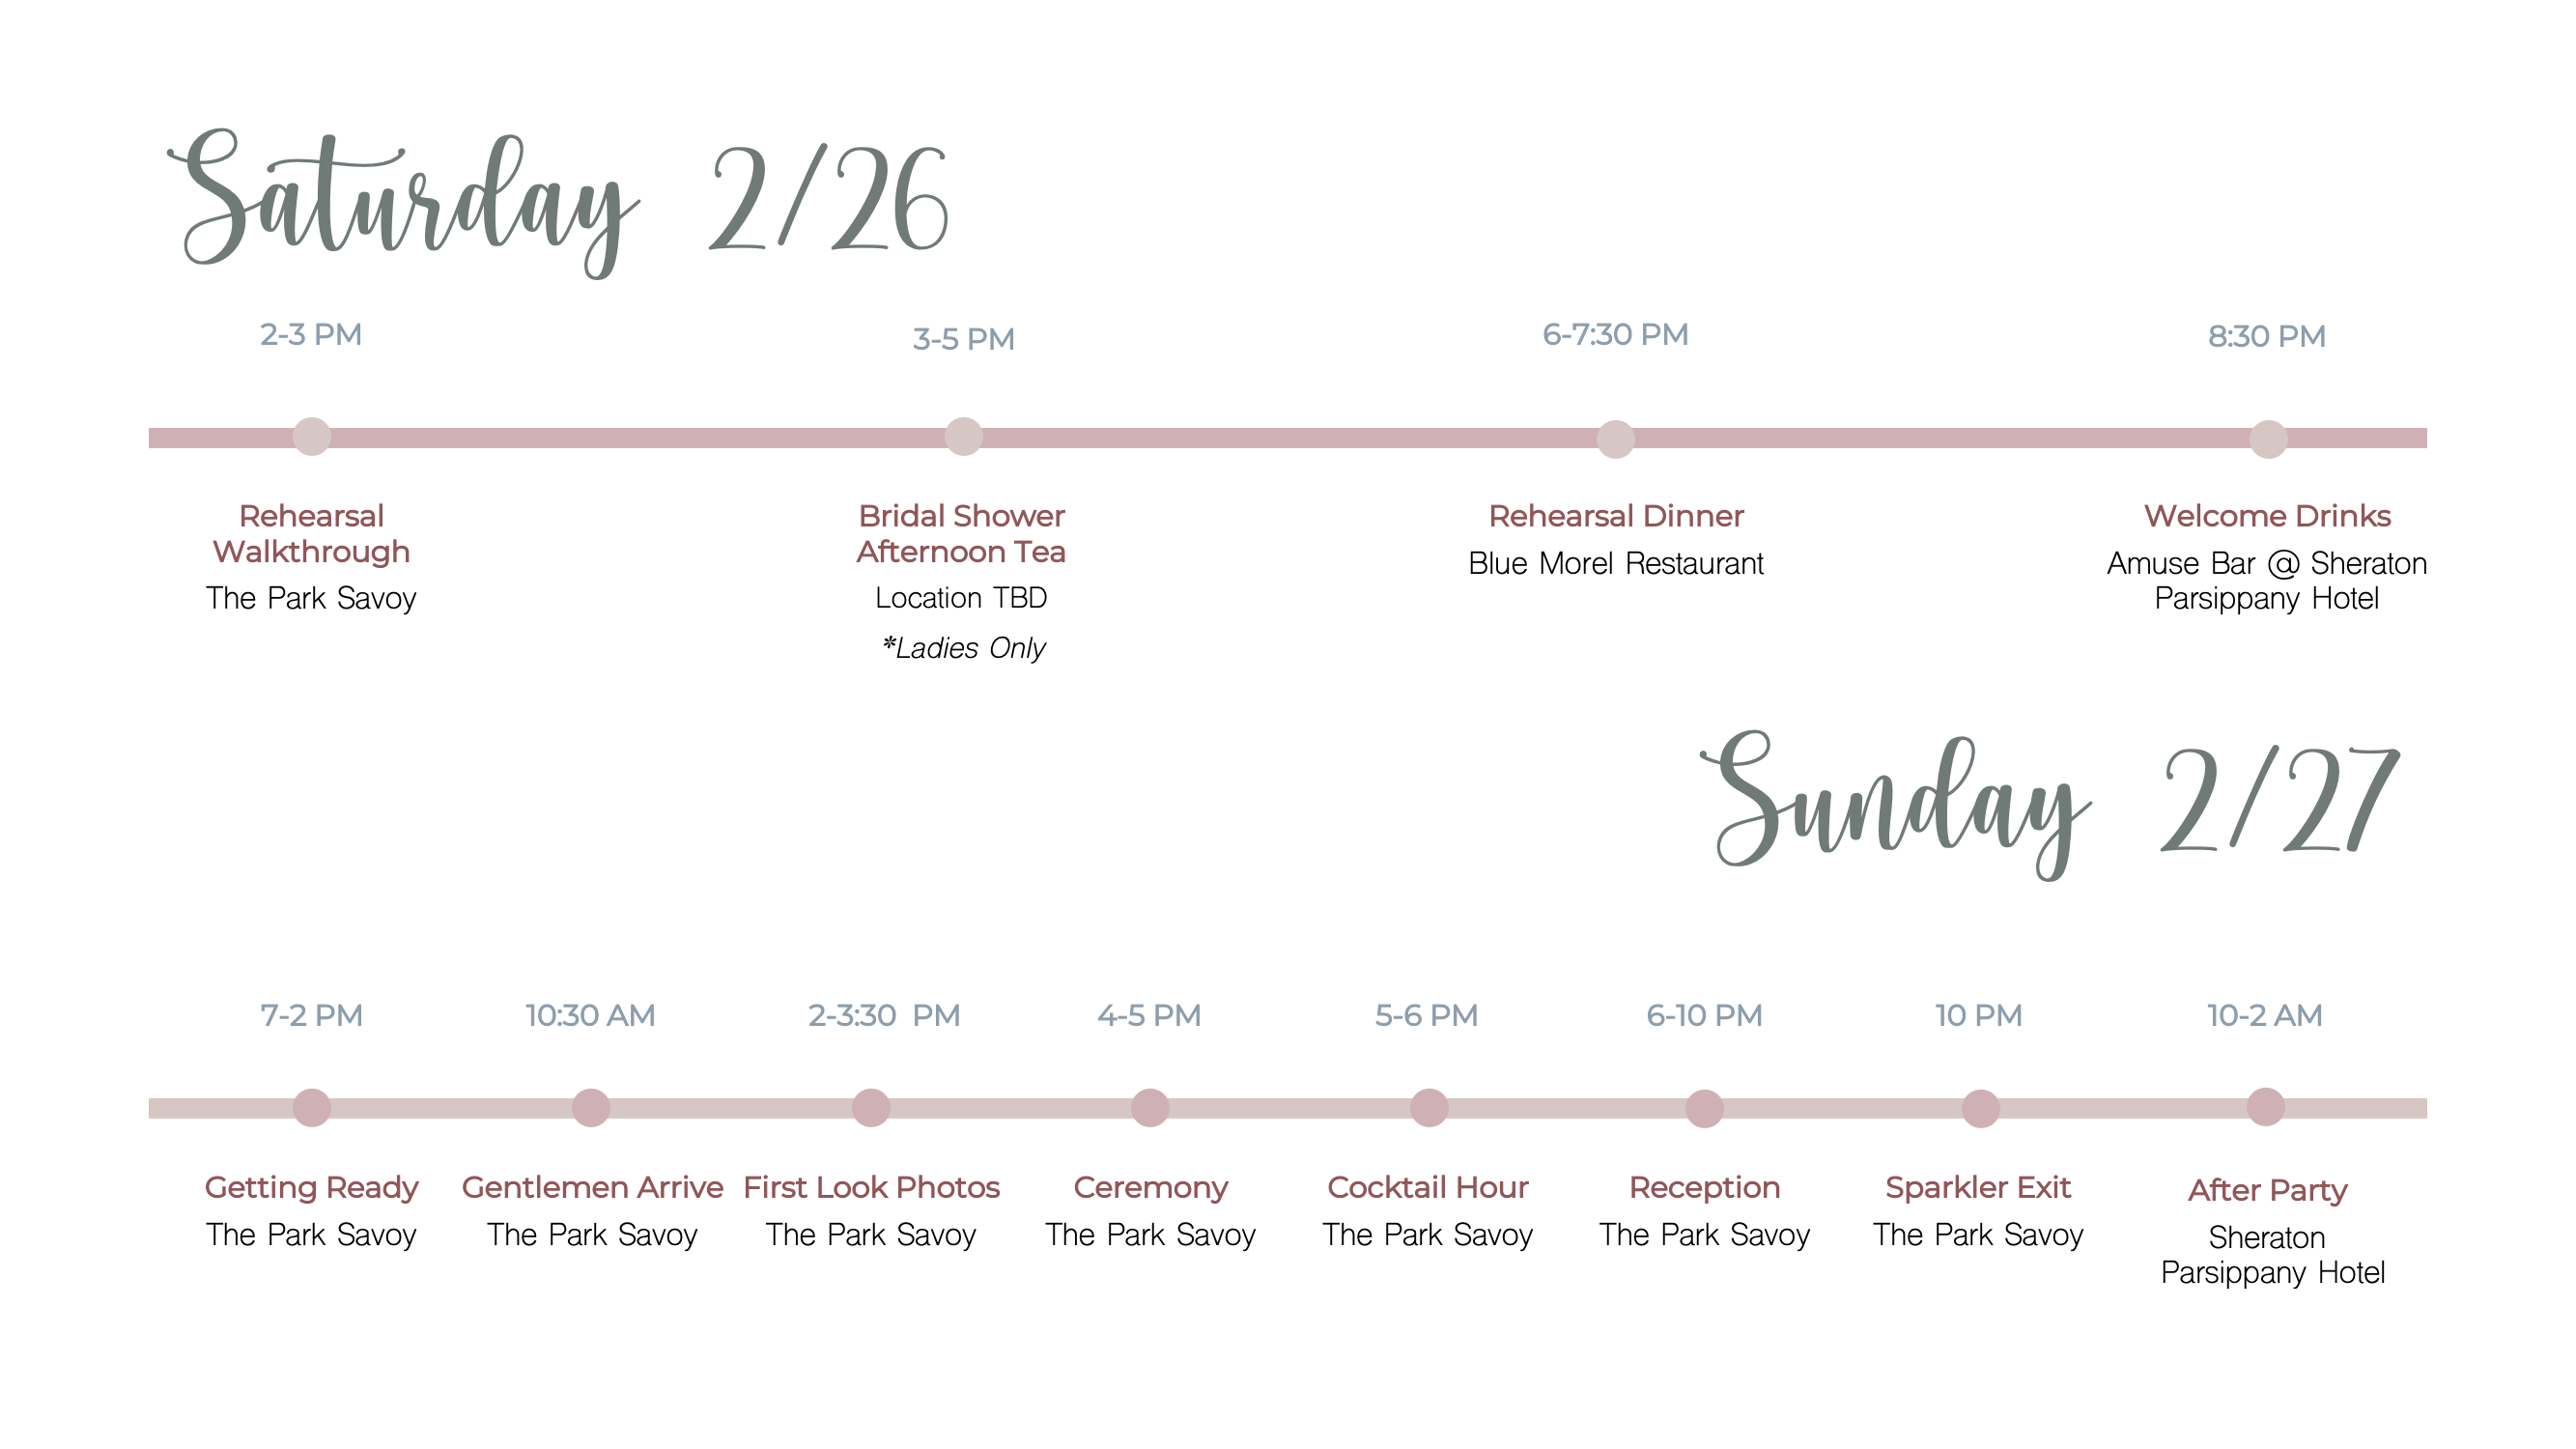 Saturday 2/26
2-3 PM
3-5 PM
6-7:30 PM
8:30 PM
Rehearsal
Walkthrough
The Park Savoy
Bridal Shower
Afternoon Tea
Location TBD
*Ladies Only
Rehearsal Dinner
Blue Morel Restaurant
Welcome Drinks
Amuse Bar @ Sheraton
Parsippany Hotel
Sunday 2/27
7-2 PM
10:30 AM
2-3:30 PM
4-5 PM
5-6 PM
6-10 PM
10 PM
10-2 AM
Getting Ready
The Park Savoy
Gentlemen Arrive
The Park Savoy
First Look Photos
The Park Savoy
Ceremony
The Park Savoy
Cocktail Hour
The Park Savoy
Reception
The Park Savoy
Sparkler Exit
The Park Savoy
After Party
Sheraton
Parsippany Hotel